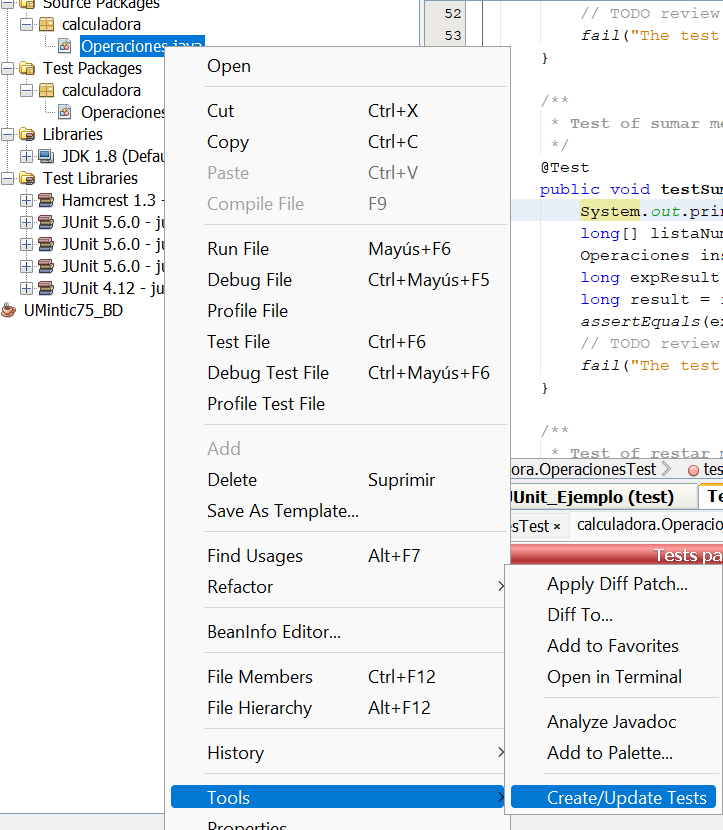 Source Packages
calculadora
Operaciones.java
Test Packages
calculadora
Operaciones
Libraries
JDK 1.8 (Defau
Test Libraries
Hamcrest 1.3 -
JUnit 5.6.0 - ju
JUnit 5.6.0 - ju
JUnit 5.6.0 - ju
JUnit 4.12 - ju
UMintic75_BD
Open
Cut Ctrl+X
Copy Ctrl+C
Paste Ctrl+V
Compile File F9
Run File Mayús+F6
Debug File Ctrl+Mayús+F5
Profile File
Test File Ctrl+F6
Debug Test File Ctrl+Mayús+F6
Profile Test File
Add
Delete Suprimir
Save As Template...
Find Usages Alt+F7
Refactor
BeanInfo Editor...
File Members Ctrl+F12
File Hierarchy Alt+F12
History
Tools
Properties
52 // TODO review
53 fail("The test
}
/**
* Test of sumar me
*/
@Test
public void testSum
System.out.prin
long[] listaNum
Operaciones ins
long expResult
long result = i
assertEquals(ex
// TODO review
fail("The test
}
/**
* Test of restar m
ora.OperacionesTest tes
JUnit_Ejemplo (test) Te
sTest × calculadora.Operacio
Tests pa
Apply Diff Patch...
Diff To...
Add to Favorites
Open in Terminal
Analyze Javadoc
Add to Palette...
Create/Update Tests